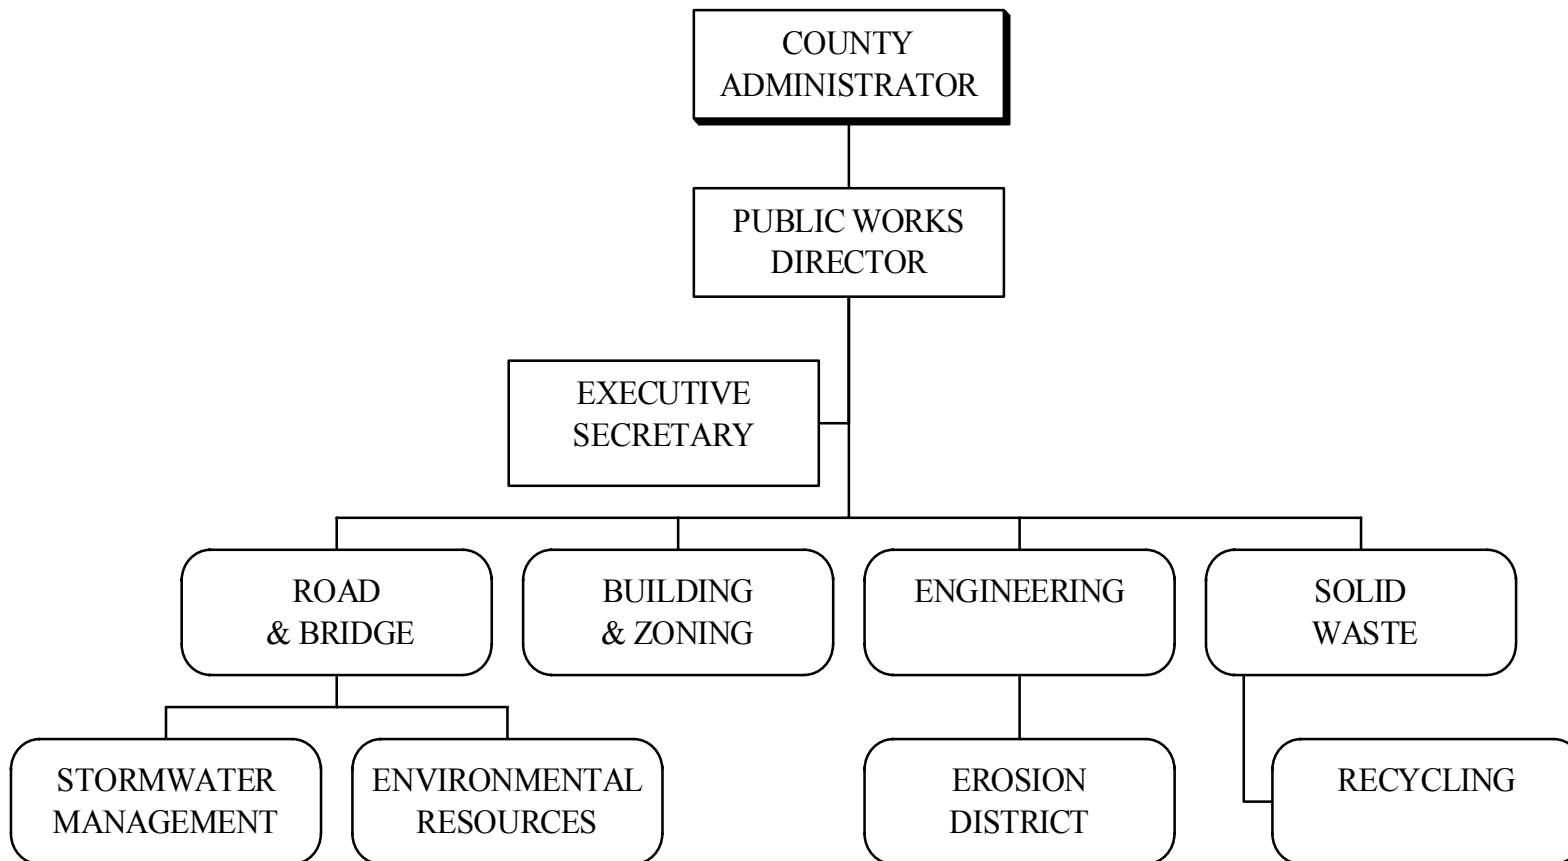 COUNTY
ADMINISTRATOR
PUBLIC WORKS
DIRECTOR
EXECUTIVE
SECRETARY
ROAD
& BRIDGE
BUILDING
& ZONING
ENGINEERING
SOLID
WASTE
STORMWATER
MANAGEMENT
ENVIRONMENTAL
RESOURCES
EROSION
DISTRICT
RECYCLING